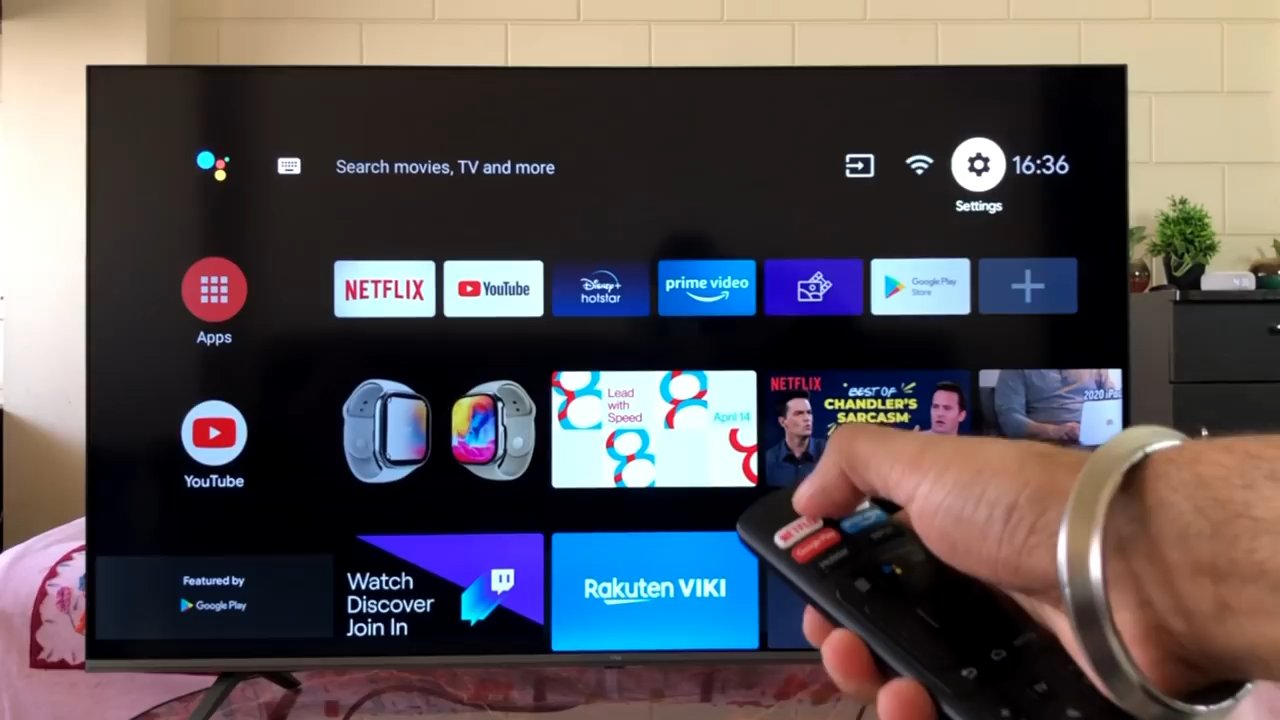 Search movies, TV and more
16:36
Settings
NETFLIX
YouTube
Disney+
hotstar
prime video
Google Play
Store
Apps
Lead
with
Speed
April 14
NETFLIX
BEST OF
CHANDLER'S
SARCASM
2020 iPad
YouTube
NETFLIX
Featured by
Google Play
Watch
Discover
Join In
Rakuten VIKI